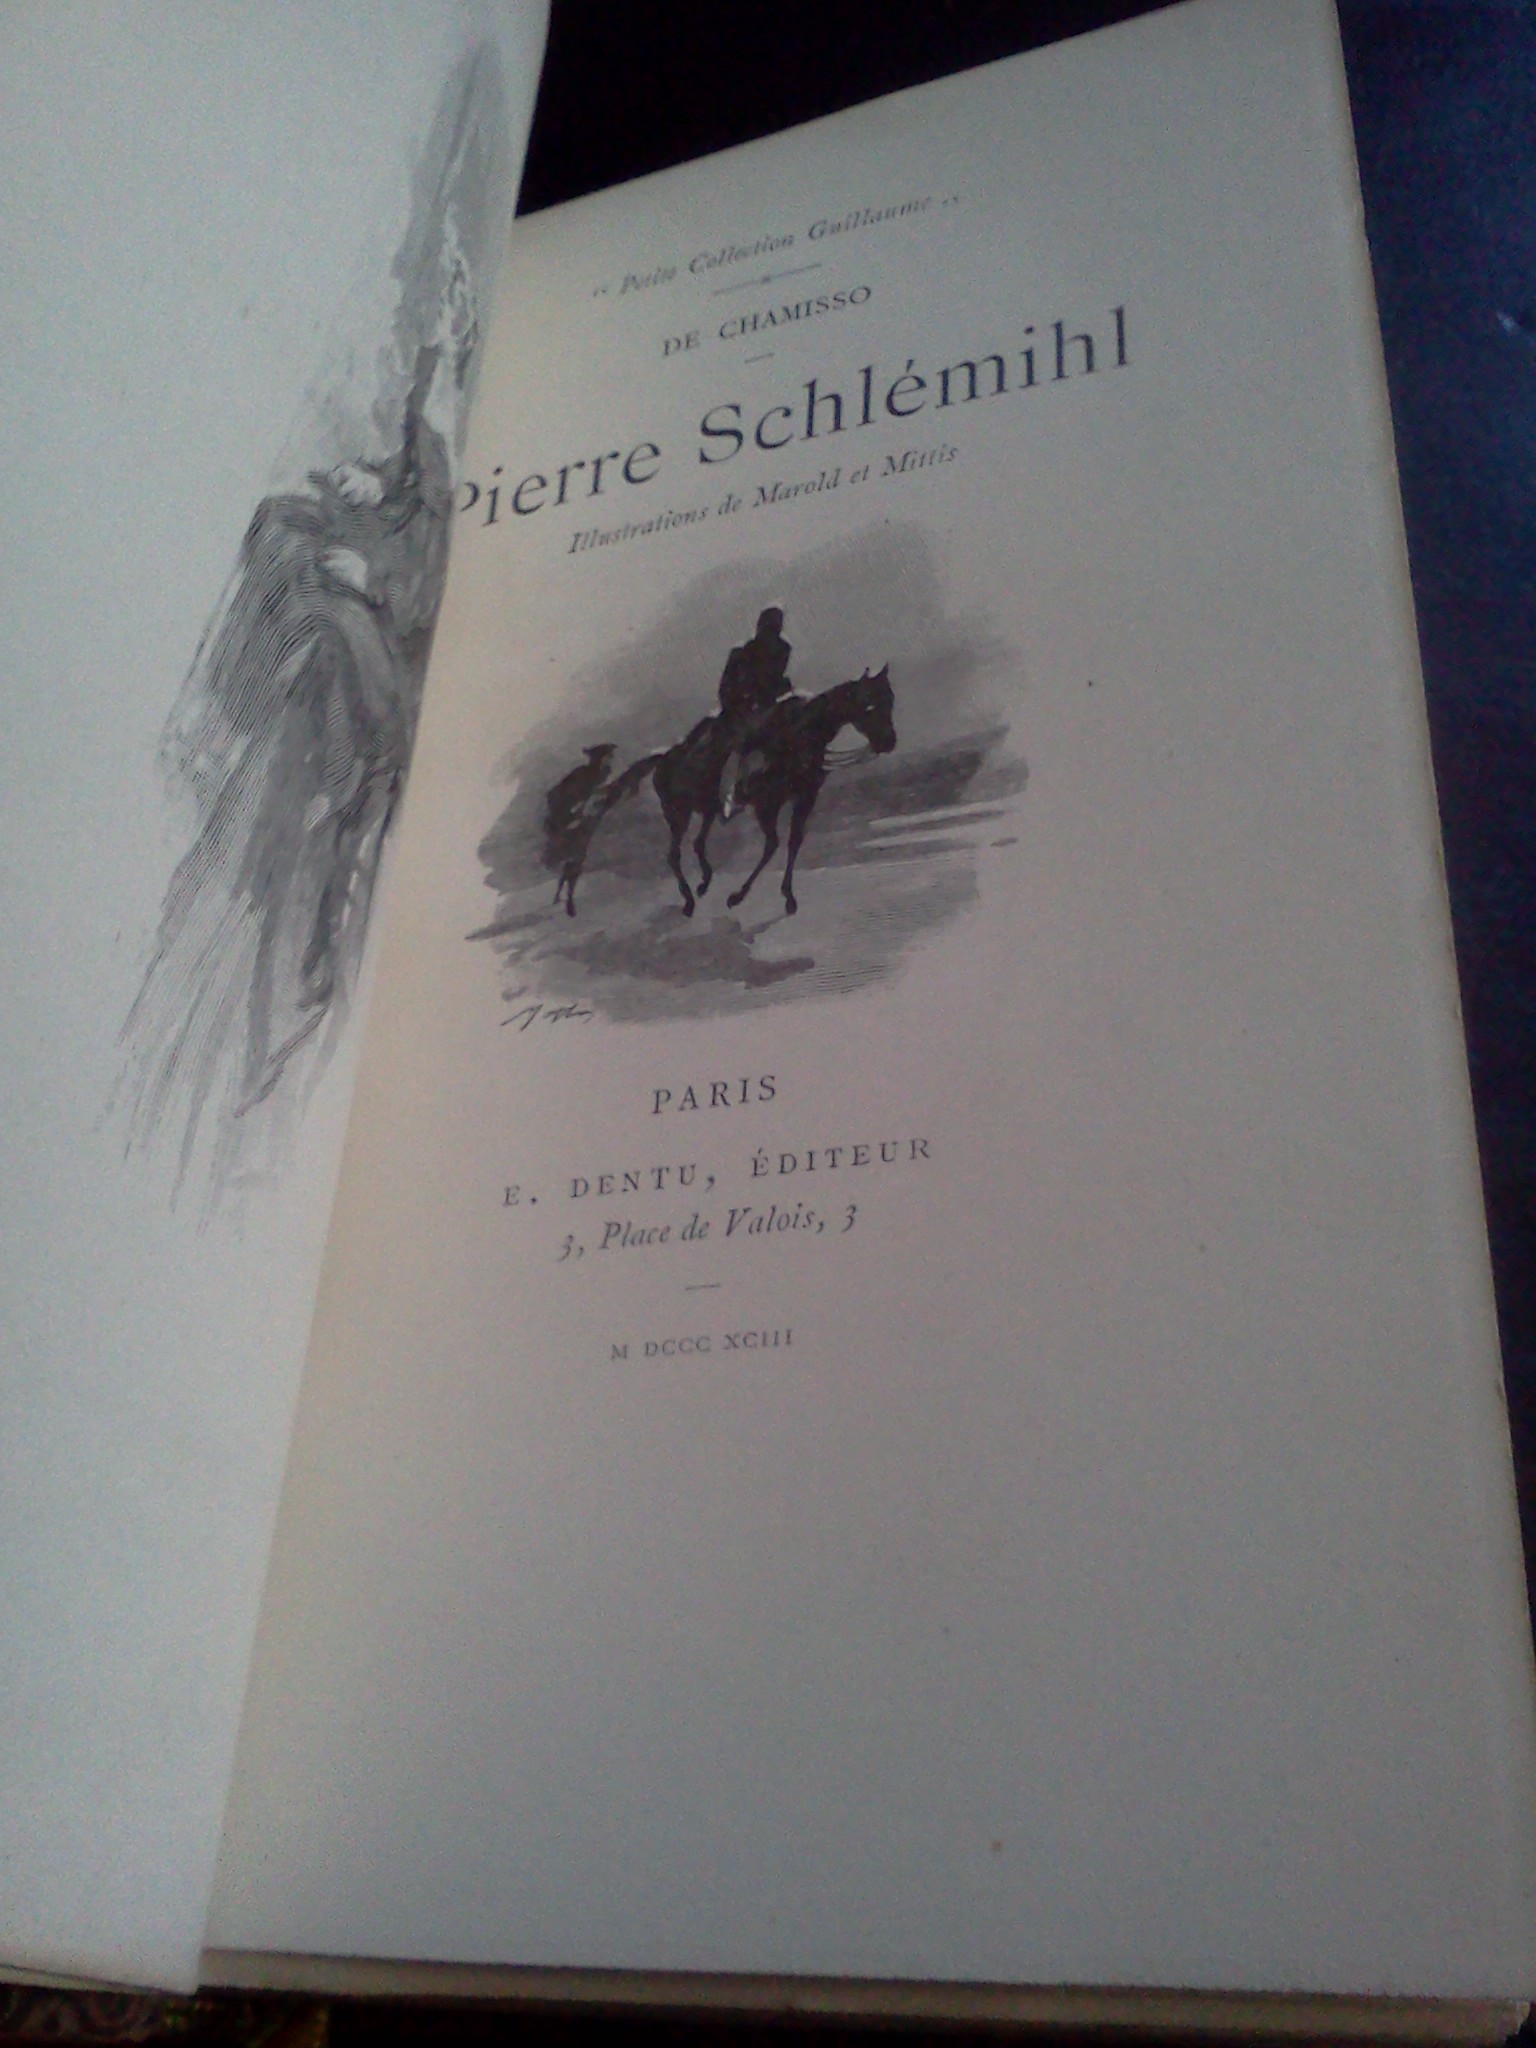 “ Petite Collection Guillaume „
DE CHAMISSO
Pierre Schlémihl
Illustrations de Marold et Mittis
PARIS
E. DENTU, ÉDITEUR
3, Place de Valois, 3
M DCCC XCIII